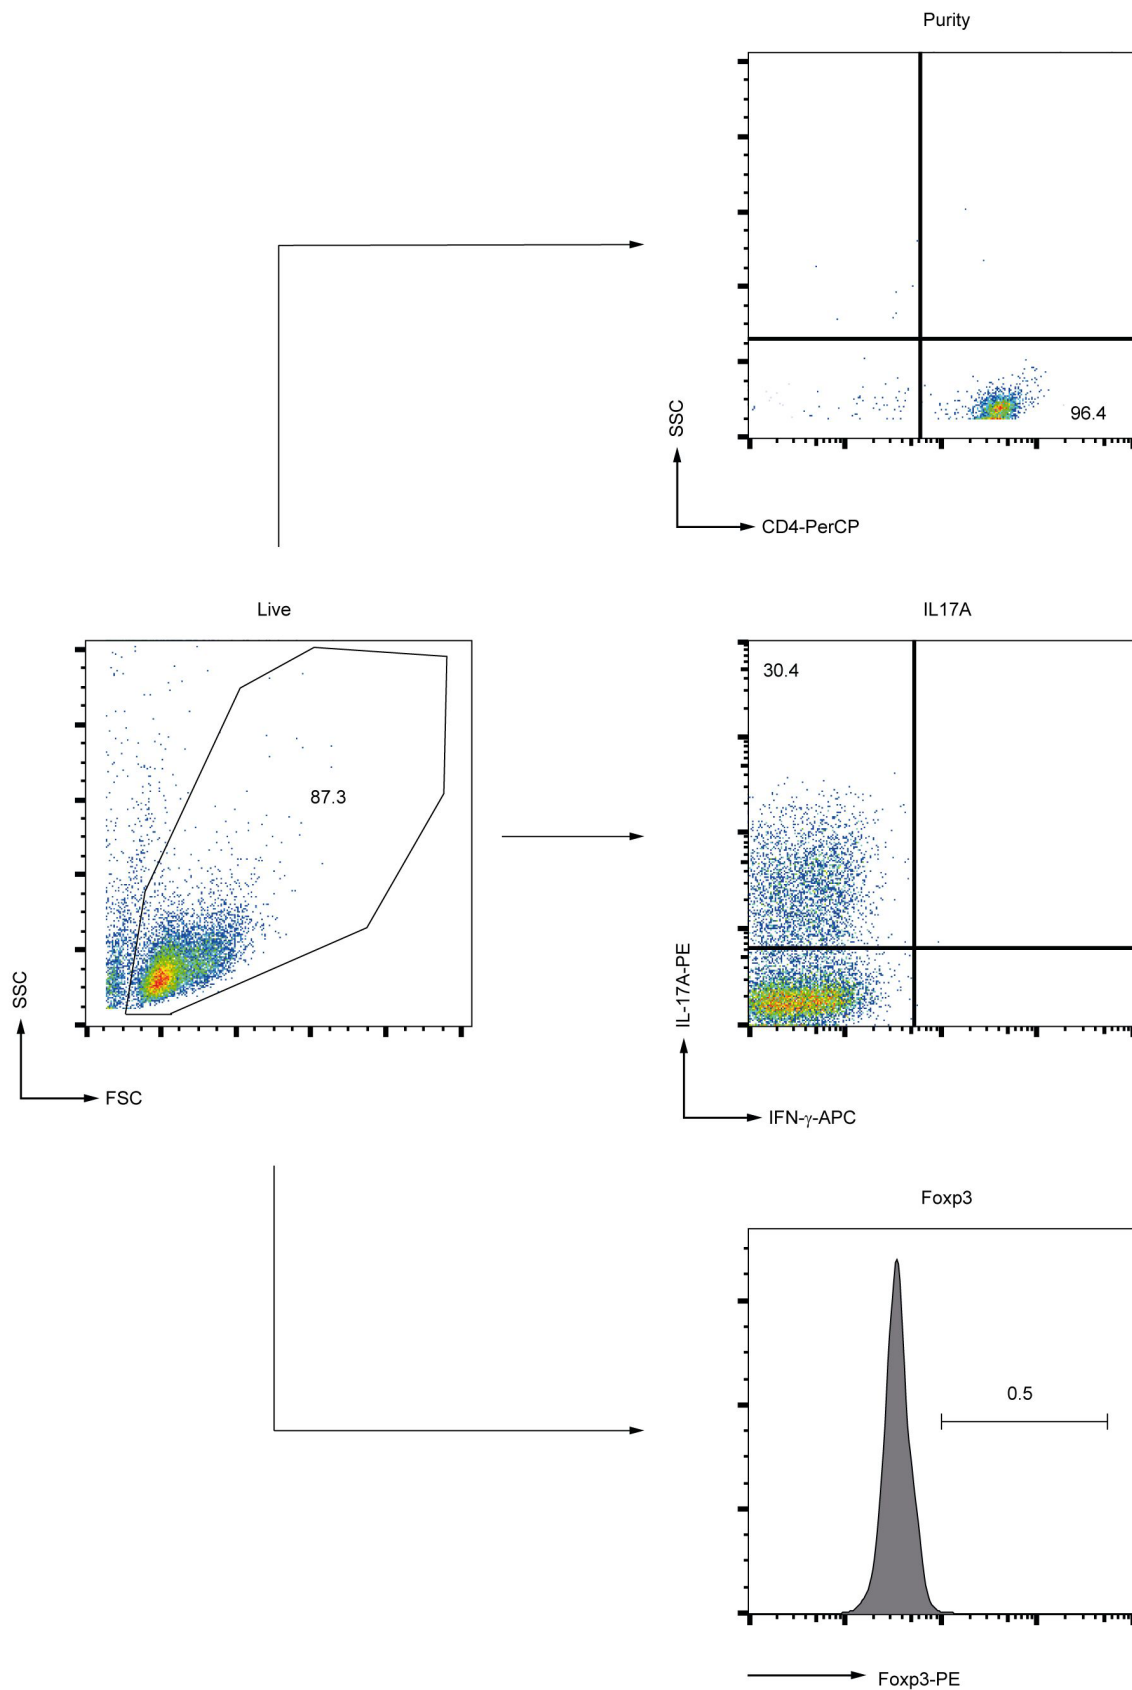 Purity
SSC
96.4
CD4-PerCP
Live
87.3
SSC
FSC
IL17A
30.4
IL-17A-PE
IFN-γ-APC
Foxp3
0.5
Foxp3-PE